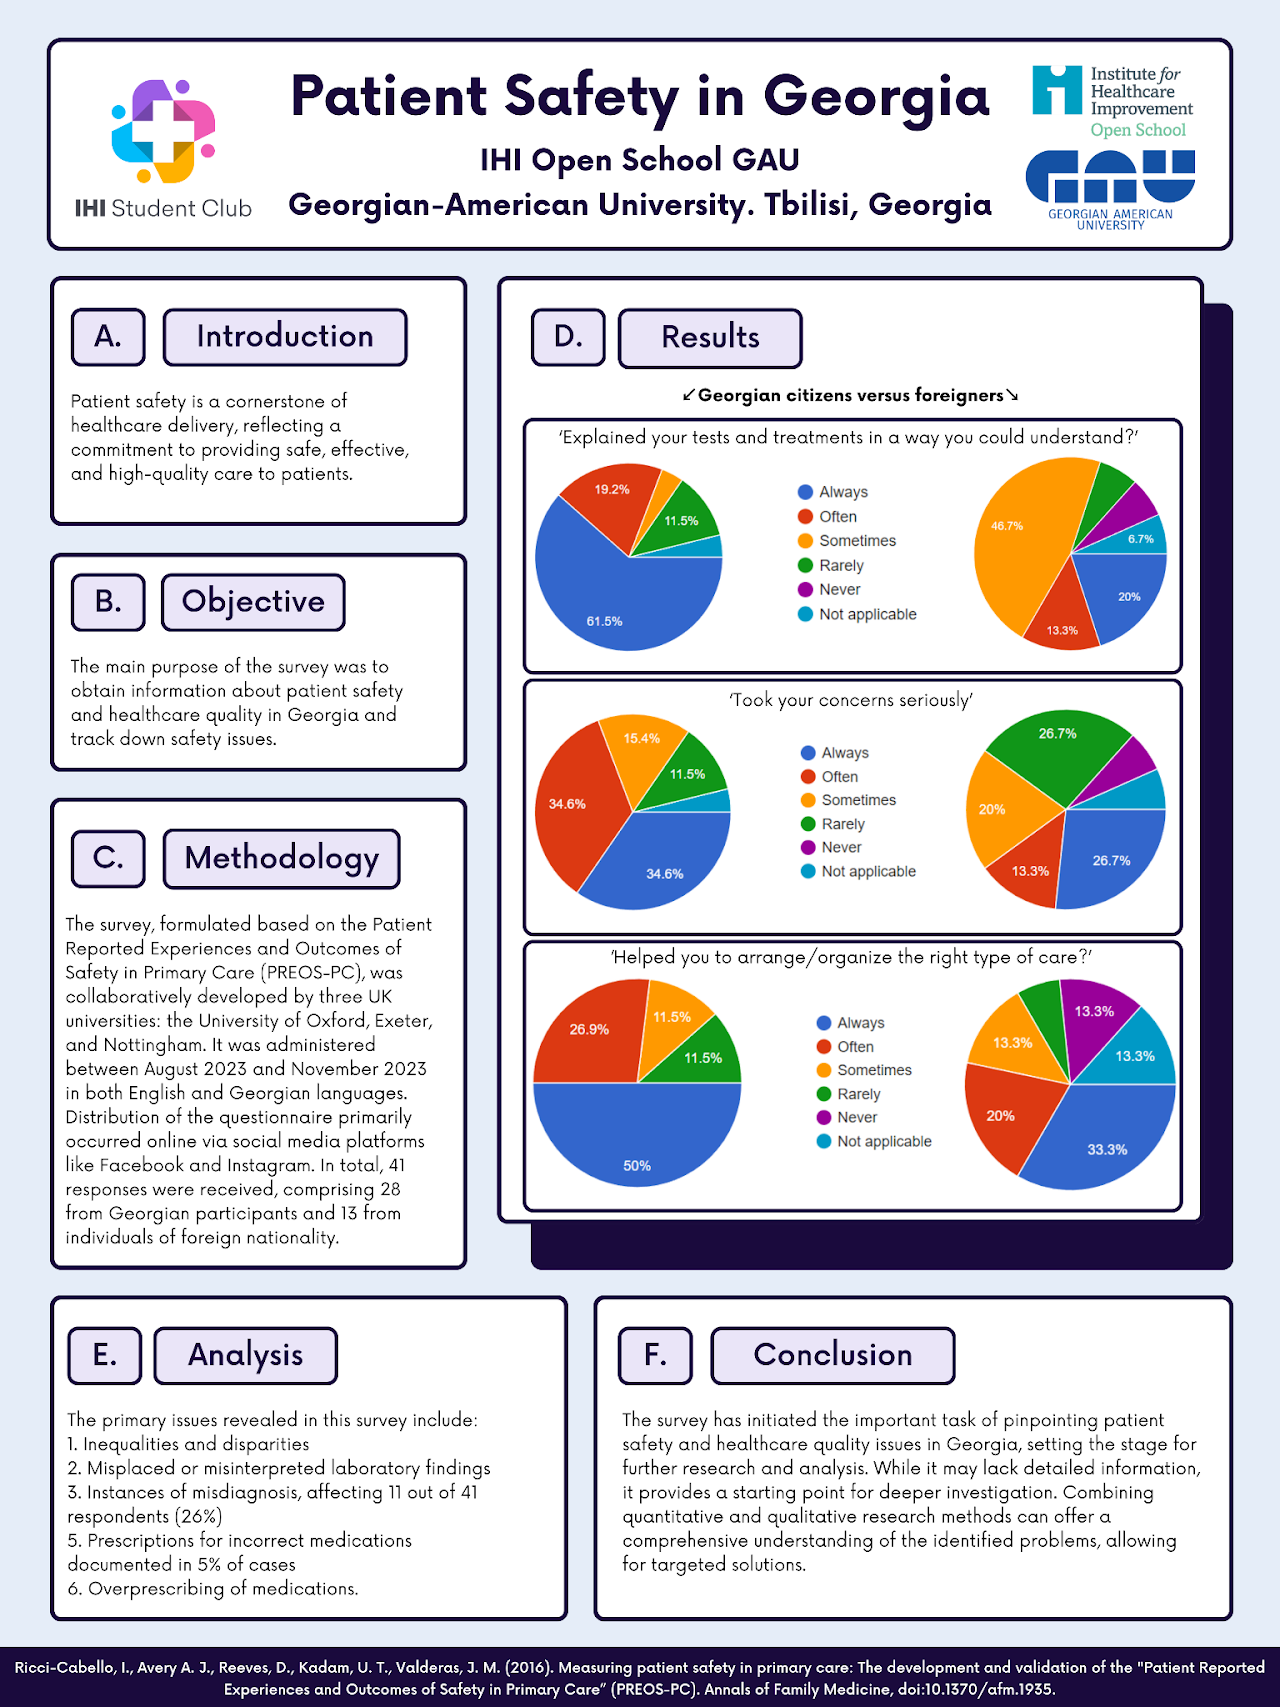 Patient Safety in Georgia
IHI Open School GAU
Georgian-American University. Tbilisi, Georgia
IHI Student Club
Institute for
Healthcare
Improvement
Open School
GAU
GEORGIAN AMERICAN
UNIVERSITY
A.
Introduction
Patient safety is a cornerstone of
healthcare delivery, reflecting a
commitment to providing safe, effective,
and high-quality care to patients.
B.
Objective
The main purpose of the survey was to
obtain information about patient safety
and healthcare quality in Georgia and
track down safety issues.
C.
Methodology
The survey, formulated based on the Patient
Reported Experiences and Outcomes of
Safety in Primary Care (PREOS-PC), was
collaboratively developed by three UK
universities: the University of Oxford, Exeter,
and Nottingham. It was administered
between August 2023 and November 2023
in both English and Georgian languages.
Distribution of the questionnaire primarily
occurred online via social media platforms
like Facebook and Instagram. In total, 41
responses were received, comprising 28
from Georgian participants and 13 from
individuals of foreign nationality.
D.
Results
↙Georgian citizens versus foreigners↘
‘Explained your tests and treatments in a way you could understand?’
19.2%
11.5%
61.5%
Always
Often
Sometimes
Rarely
Never
Not applicable
46.7%
6.7%
20%
13.3%
‘Took your concerns seriously’
15.4%
11.5%
34.6%
34.6%
Always
Often
Sometimes
Rarely
Never
Not applicable
26.7%
20%
13.3%
26.7%
‘Helped you to arrange/organize the right type of care?’
26.9%
11.5%
11.5%
50%
Always
Often
Sometimes
Rarely
Never
Not applicable
13.3%
13.3%
13.3%
20%
33.3%
E.
Analysis
The primary issues revealed in this survey include:
1. Inequalities and disparities
2. Misplaced or misinterpreted laboratory findings
3. Instances of misdiagnosis, affecting 11 out of 41
respondents (26%)
5. Prescriptions for incorrect medications
documented in 5% of cases
6. Overprescribing of medications.
F.
Conclusion
The survey has initiated the important task of pinpointing patient
safety and healthcare quality issues in Georgia, setting the stage for
further research and analysis. While it may lack detailed information,
it provides a starting point for deeper investigation. Combining
quantitative and qualitative research methods can offer a
comprehensive understanding of the identified problems, allowing
for targeted solutions.
Ricci-Cabello, I., Avery A. J., Reeves, D., Kadam, U. T., Valderas, J. M. (2016). Measuring patient safety in primary care: The development and validation of the "Patient Reported
Experiences and Outcomes of Safety in Primary Care” (PREOS-PC). Annals of Family Medicine, doi:10.1370/afm.1935.